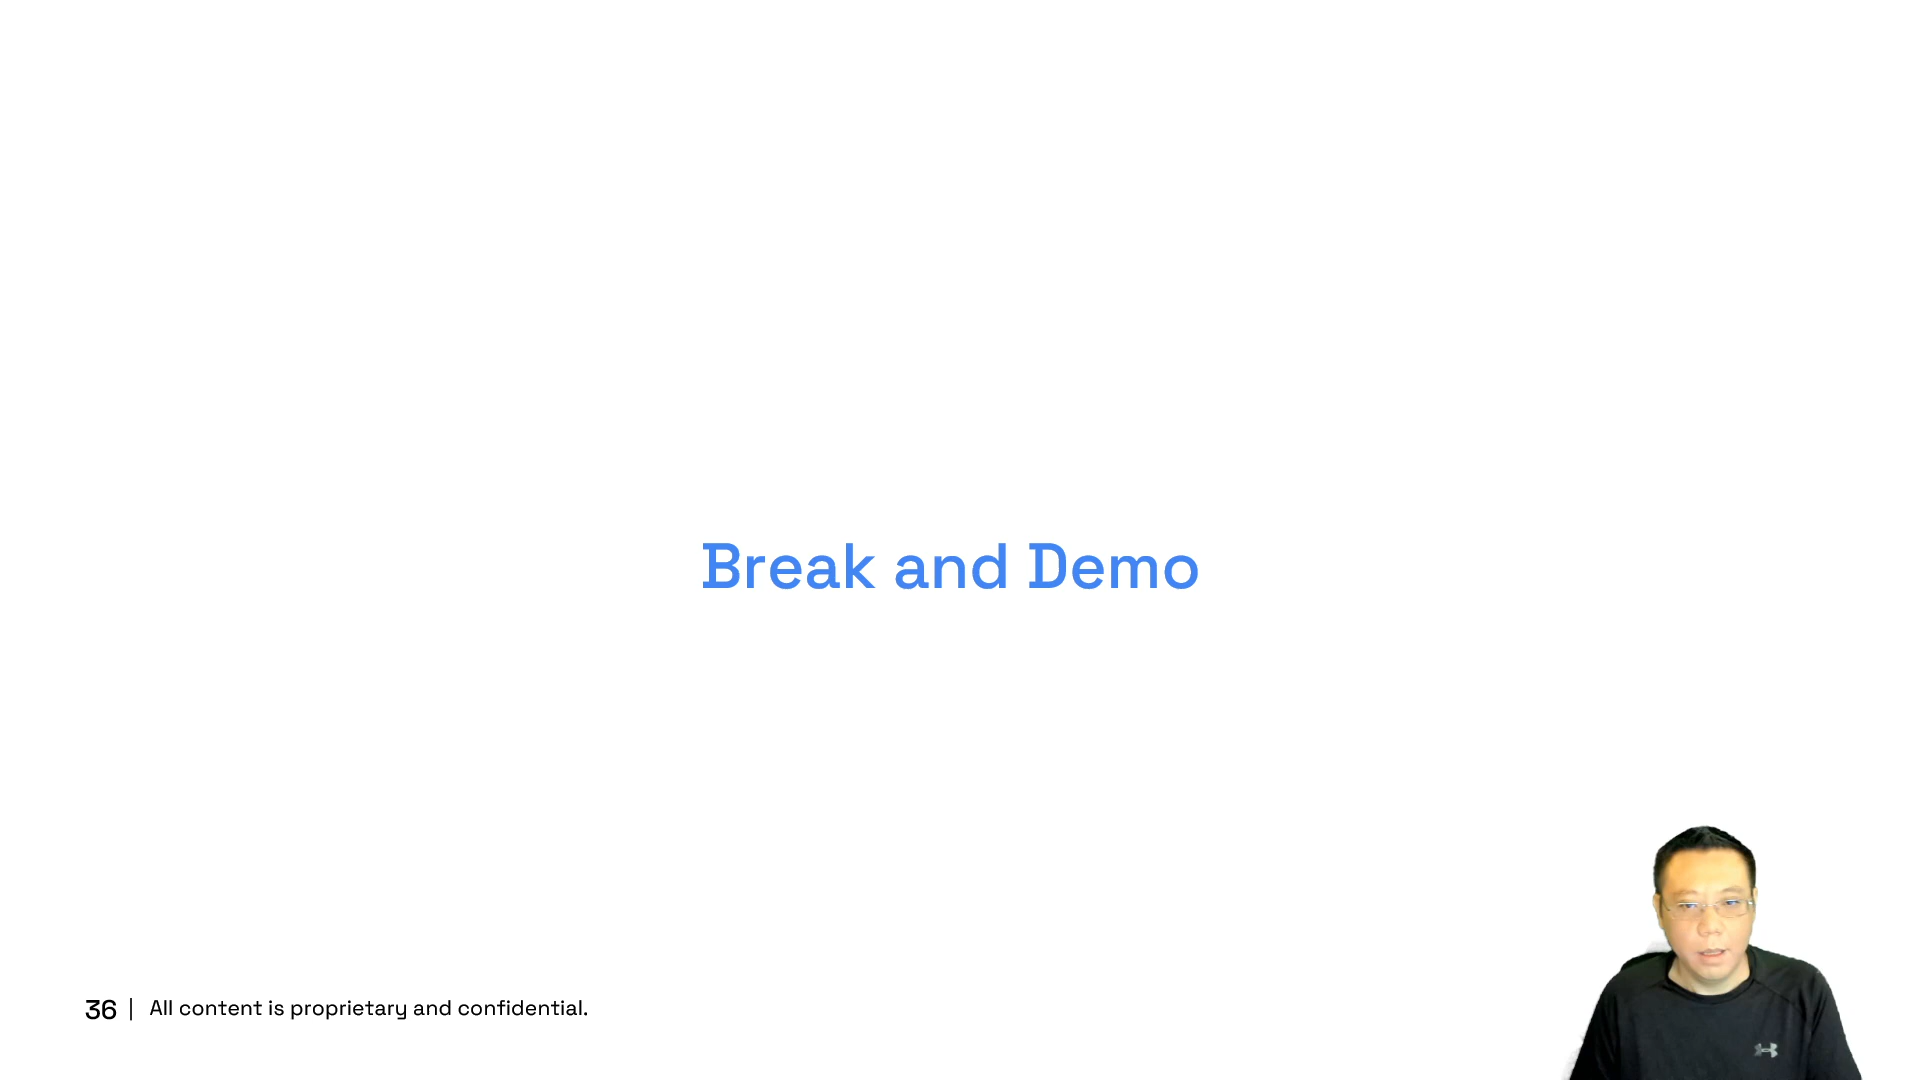 Break and Demo
36 | All content is proprietary and confidential.